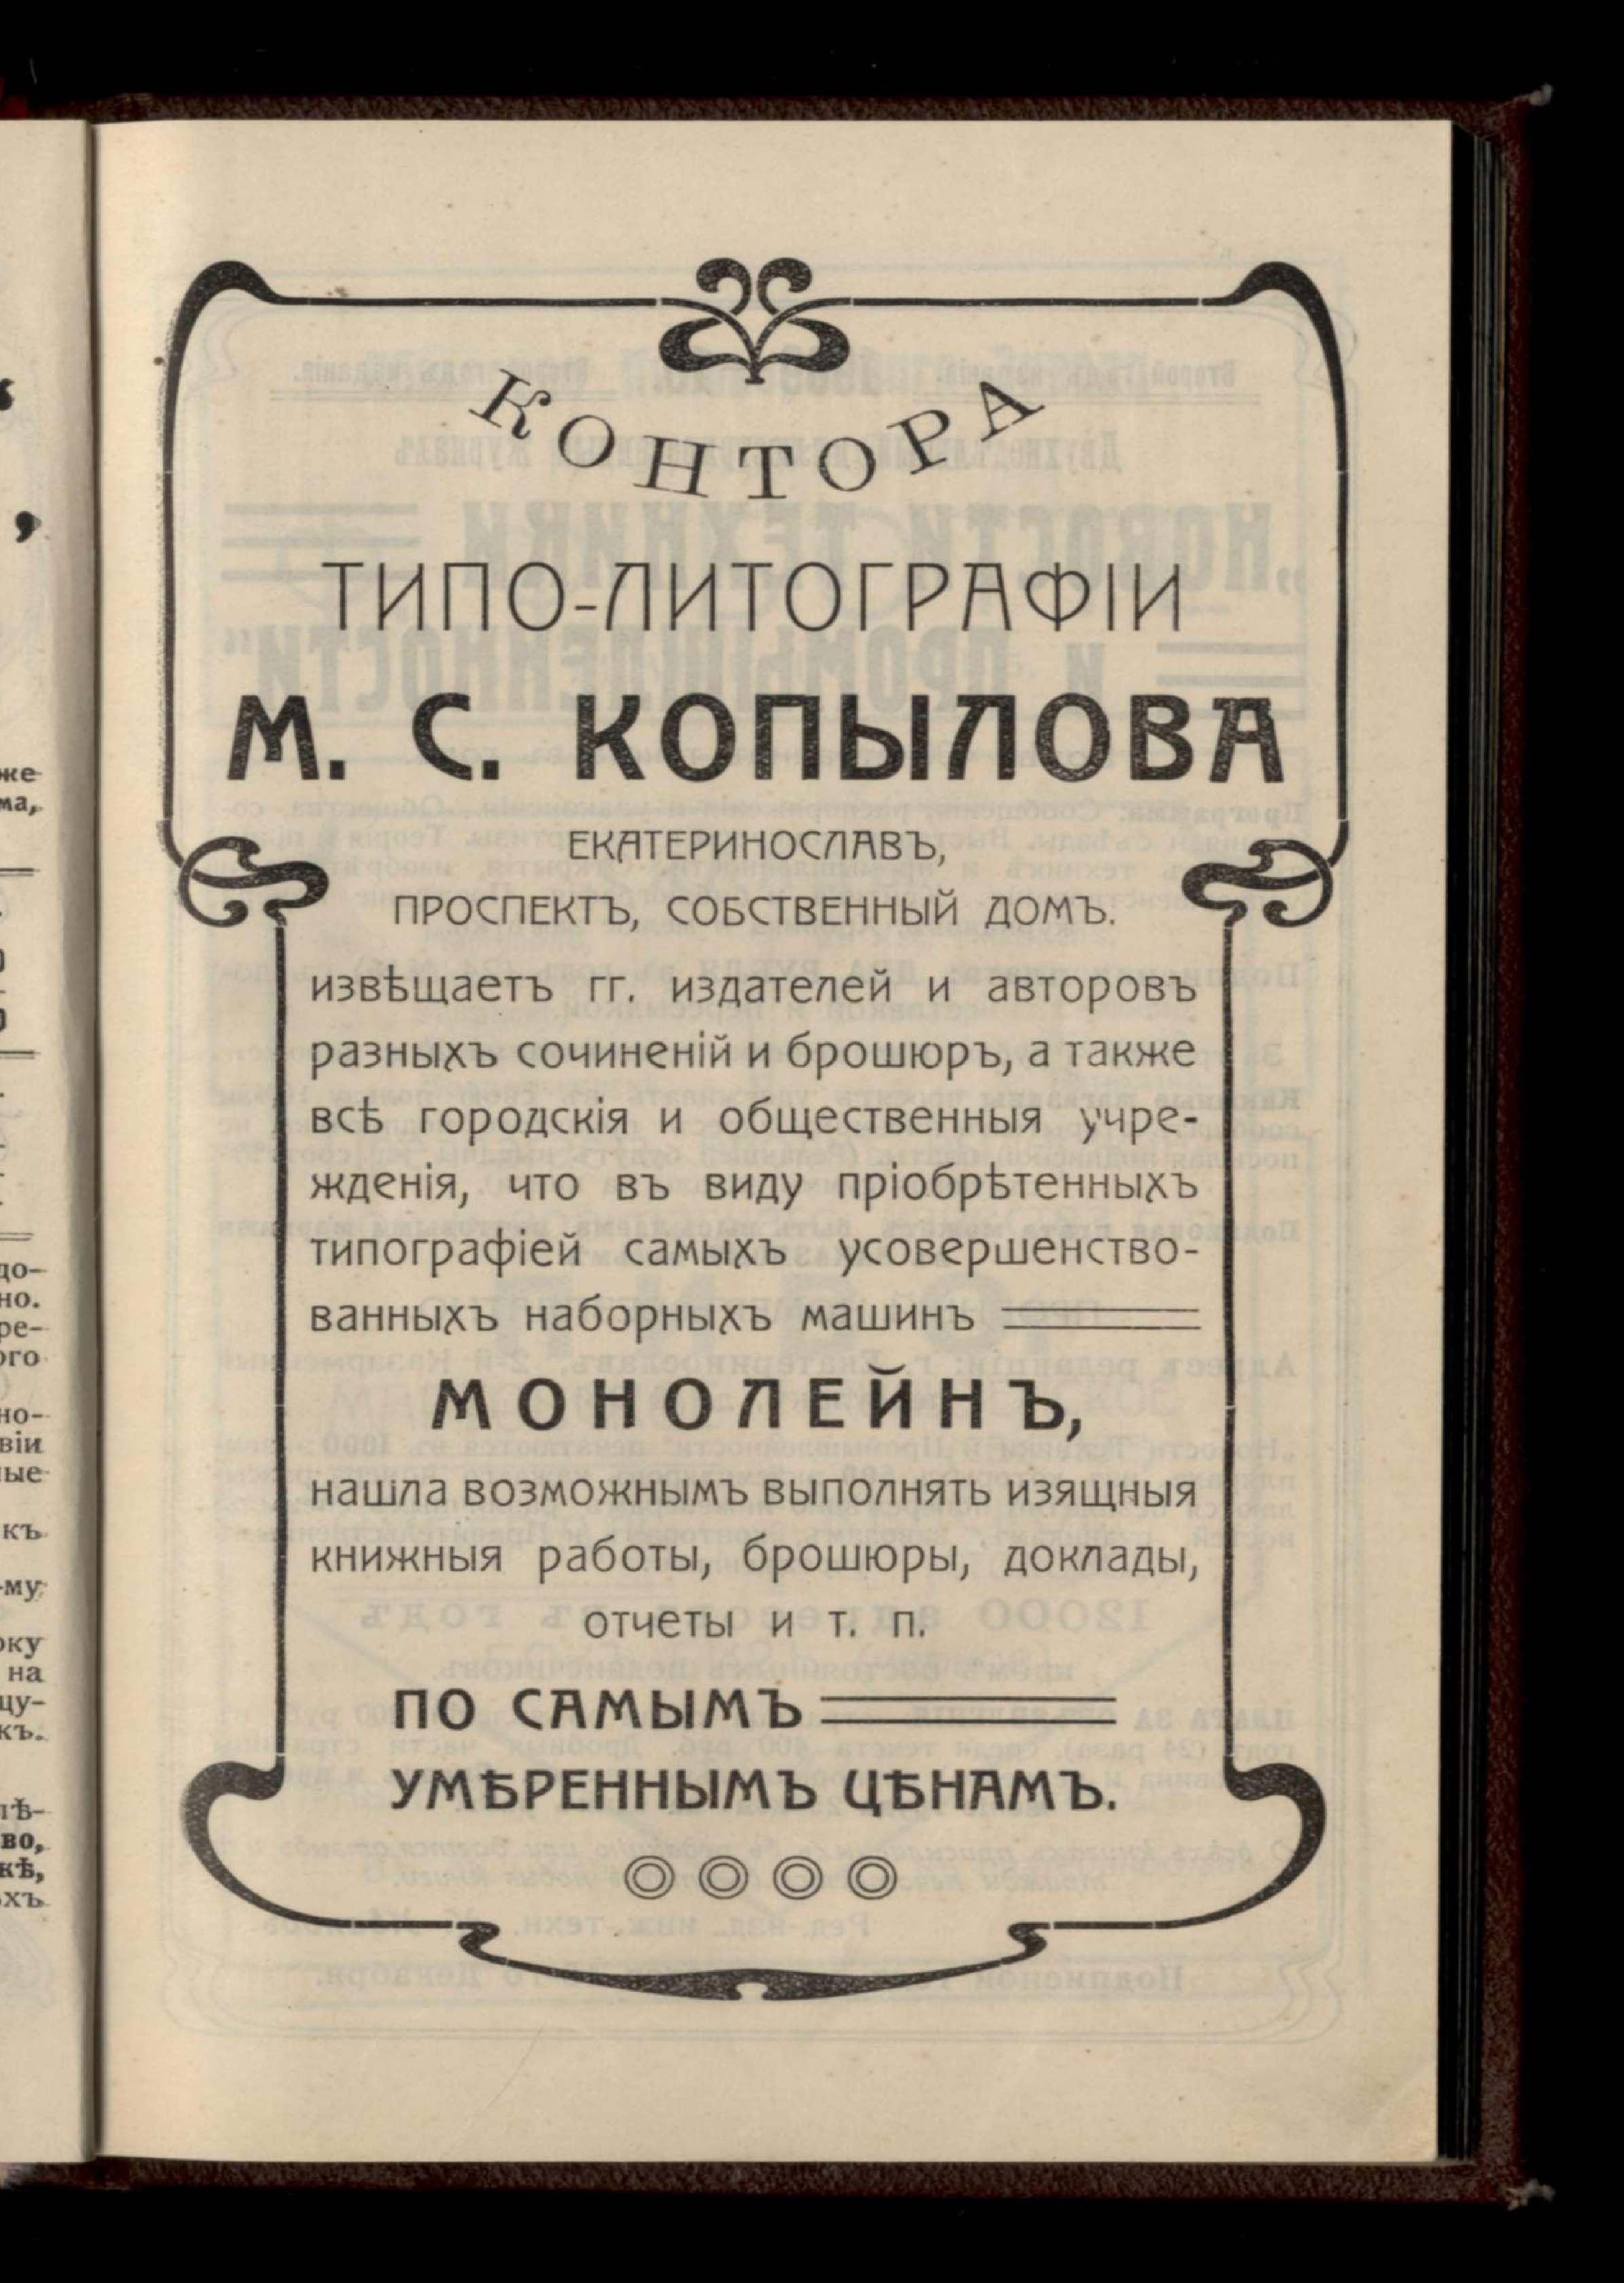 КОНТОРА
ТИПО-ЛИТОГРАФІИ
М. С. КОПЫЛОВА
ЕКАТЕРИНОСЛАВЪ,
ПРОСПЕКТЪ, СОБСТВЕННЫЙ ДОМЪ.
извѣщаетъ гг. издателей и авторовъ
разныхъ сочиненій и брошюръ, а также
всѣ городскія и общественныя учре-
жденія, что въ виду пріобрѣтенныхъ
типографіей самыхъ усовершенство-
ванныхъ наборныхъ машинъ
МОНОЛЕЙНЪ,
нашла возможнымъ выполнять изящныя
книжныя работы, брошюры, доклады,
отчеты и т. п.
ПО САМЫМЪ
УМѢРЕННЫМЪ ЦѢНАМЪ.